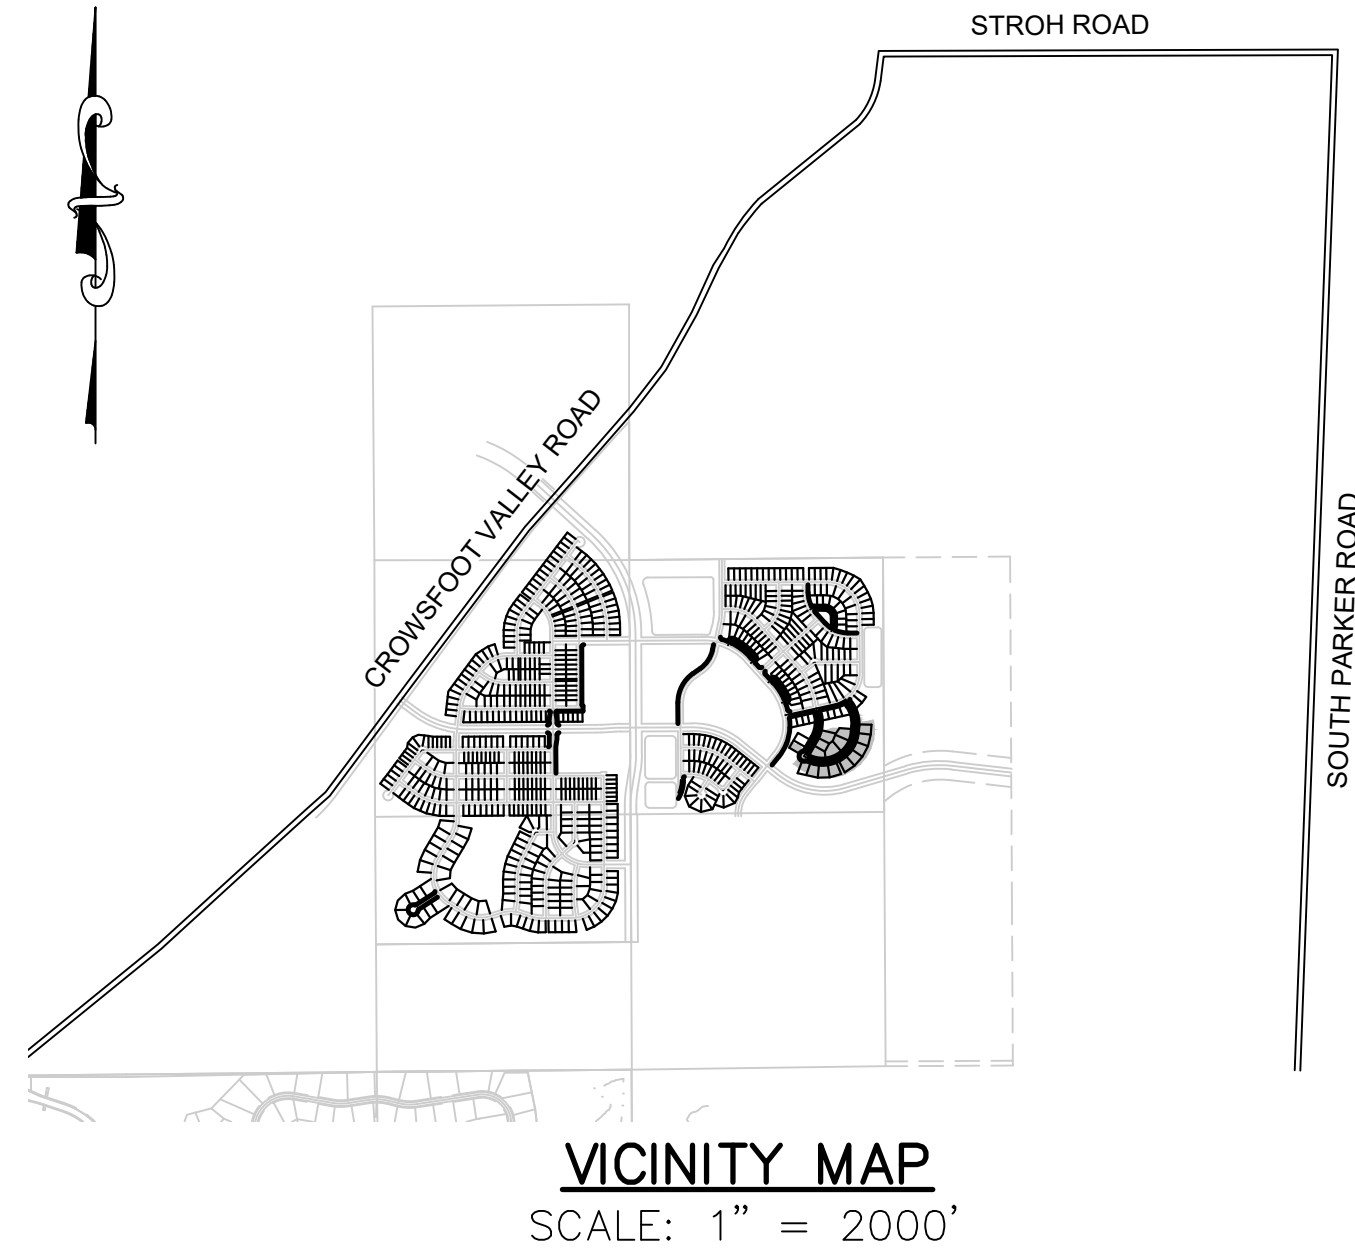 STROH ROAD
CROWSFOOT VALLEY ROAD
SOUTH PARKER ROAD
VICINITY MAP
SCALE: 1" = 2000'